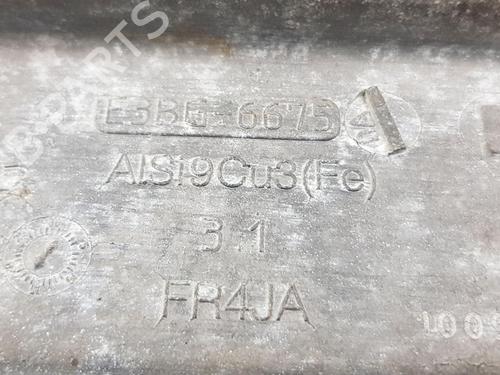 E3BG-6675
AlSi9Cu3(Fe)
3.1
FR4JA